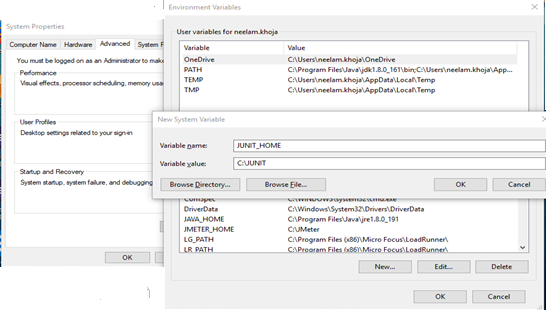 System Properties
Computer Name Hardware Advanced System P
You must be logged on as an Administrator to make
Performance
Visual effects, processor scheduling, memory usa
User Profiles
Desktop settings related to your sign-in
Startup and Recovery
System startup, system failure, and debugging
OK
Environment Variables
User variables for neelam.khoja
Variable Value
OneDrive C:\Users\neelam.khoja\OneDrive
PATH C:\Program Files\Java\jdk1.8.0_161\bin;C:\Users\neelam.khoja\App...
TEMP C:\Users\neelam.khoja\AppData\Local\Temp
TMP C:\Users\neelam.khoja\AppData\Local\Temp
New System Variable
Variable name: JUNIT_HOME
Variable value: C:\JUNIT
Browse Directory... Browse File... OK Cancel
ComSpec C:\Windows\system32\cmd.exe
DriverData C:\Windows\System32\Drivers\DriverData
JAVA_HOME C:\Program Files\Java\jre1.8.0_191
JMETER_HOME C:\JMeter
LG_PATH C:\Program Files (x86)\Micro Focus\LoadRunner\
LR_PATH C:\Program Files (x86)\Micro Focus\LoadRunner\
New... Edit... Delete
OK Cancel